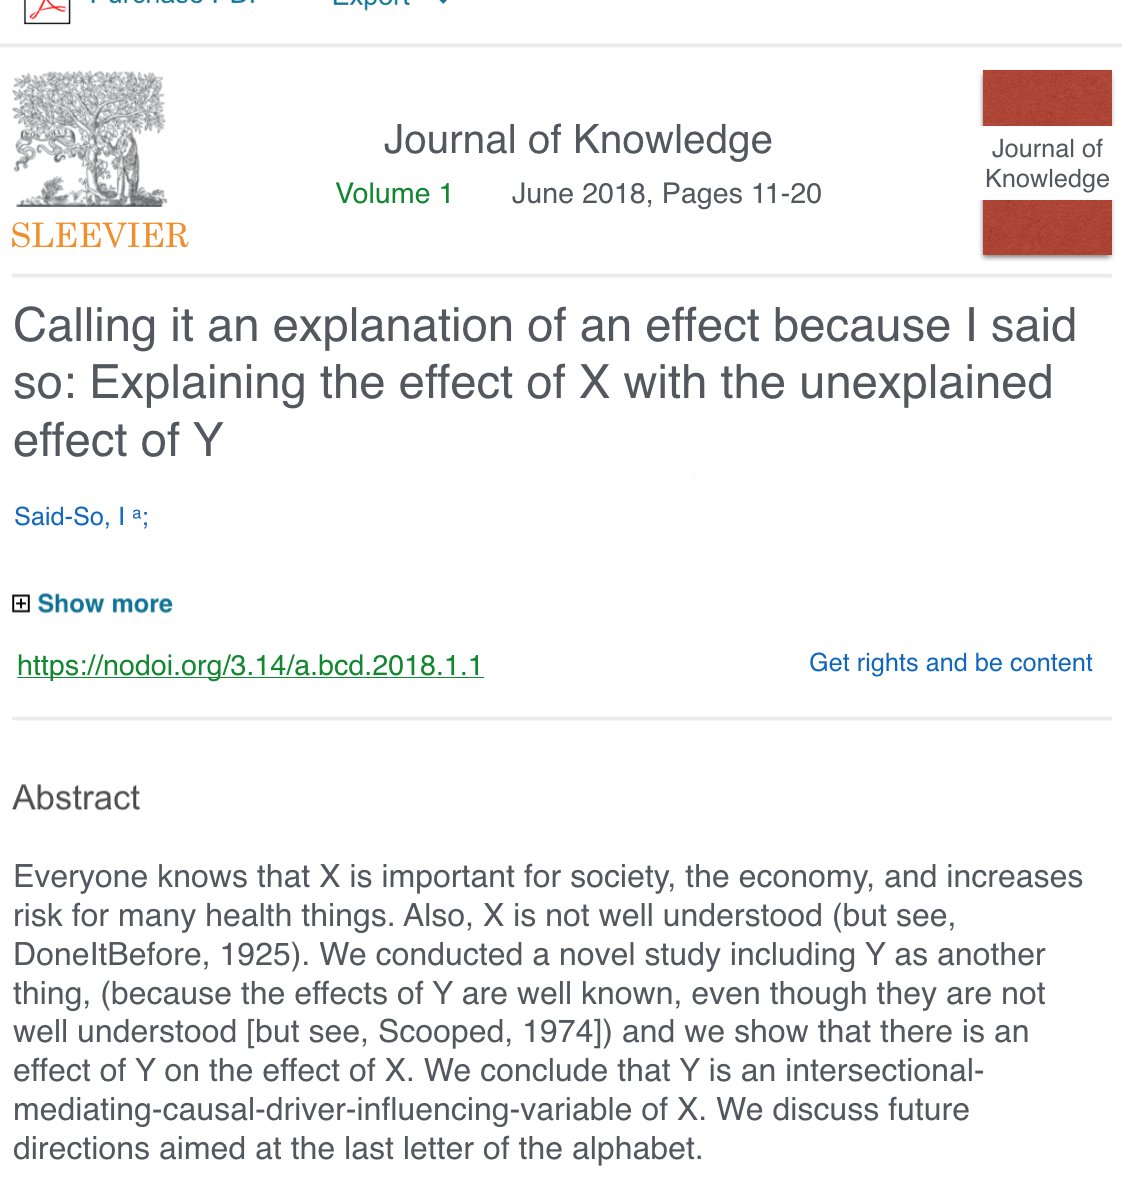 Purchase PDF Export
Journal of Knowledge
Volume 1 June 2018, Pages 11-20
Journal of
Knowledge
SLEEVIER
Calling it an explanation of an effect because I said
so: Explaining the effect of X with the unexplained
effect of Y
Said-So, I a;
Show more
https://nodoi.org/3.14/a.bcd.2018.1.1 Get rights and be content
Abstract
Everyone knows that X is important for society, the economy, and increases
risk for many health things. Also, X is not well understood (but see,
DoneItBefore, 1925). We conducted a novel study including Y as another
thing, (because the effects of Y are well known, even though they are not
well understood [but see, Scooped, 1974]) and we show that there is an
effect of Y on the effect of X. We conclude that Y is an intersectional-
mediating-causal-driver-influencing-variable of X. We discuss future
directions aimed at the last letter of the alphabet.